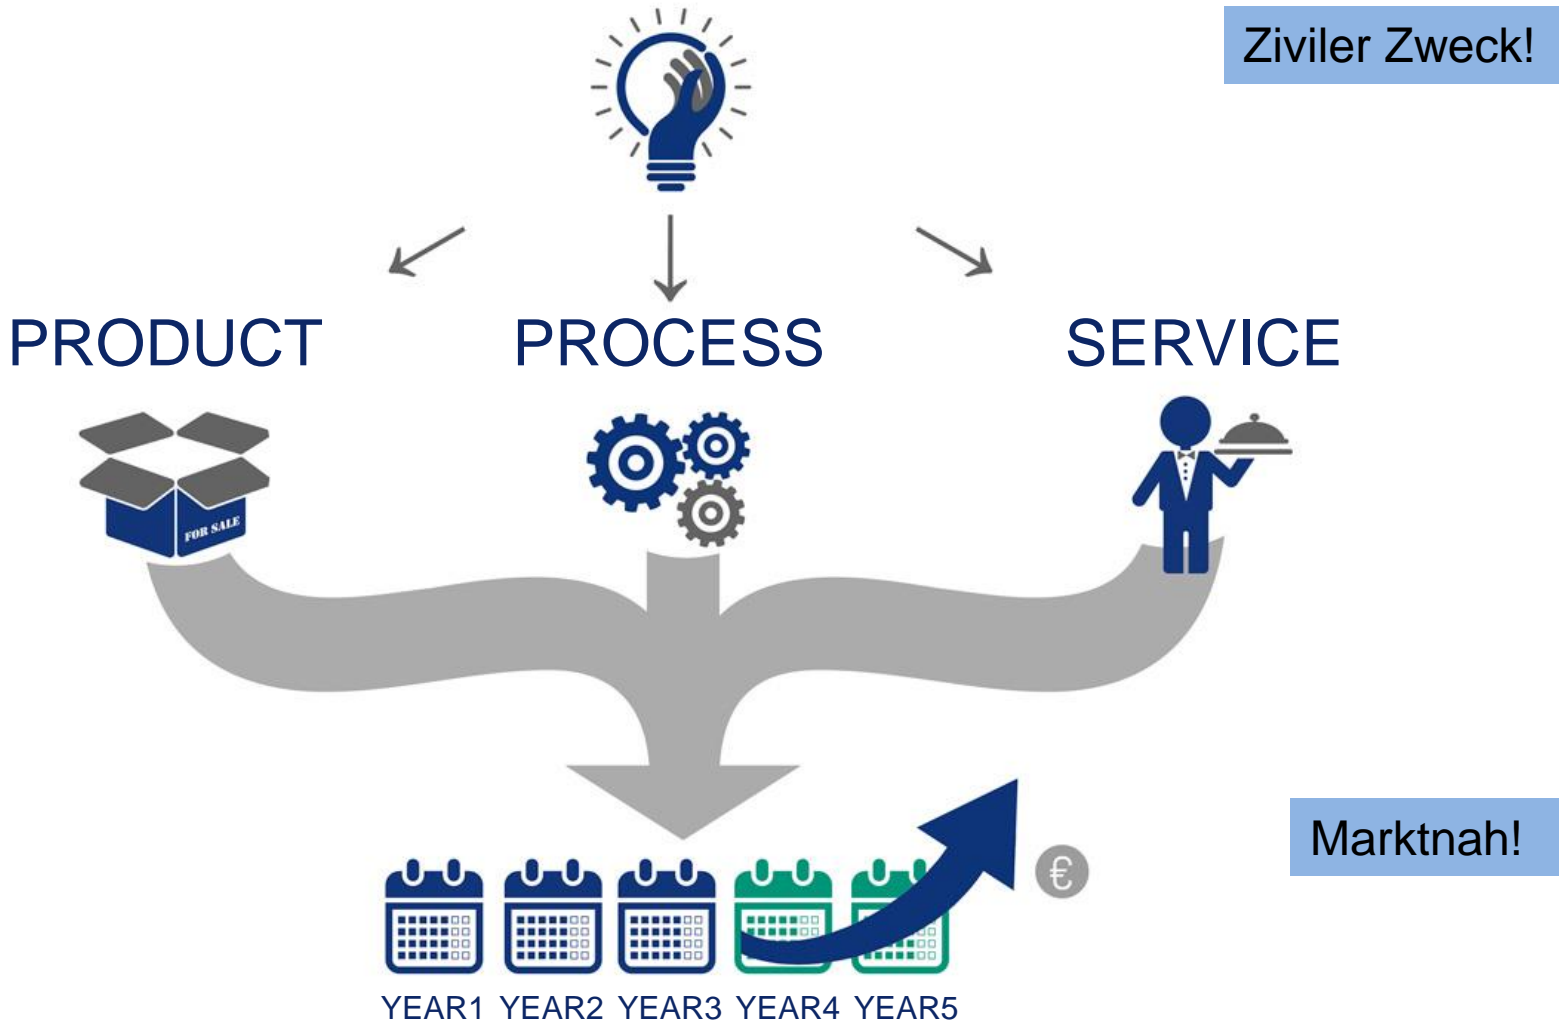 Ziviler Zweck!
PRODUCT PROCESS SERVICE
FOR SALE
Marktnah!
€
YEAR1 YEAR2 YEAR3 YEAR4 YEAR5